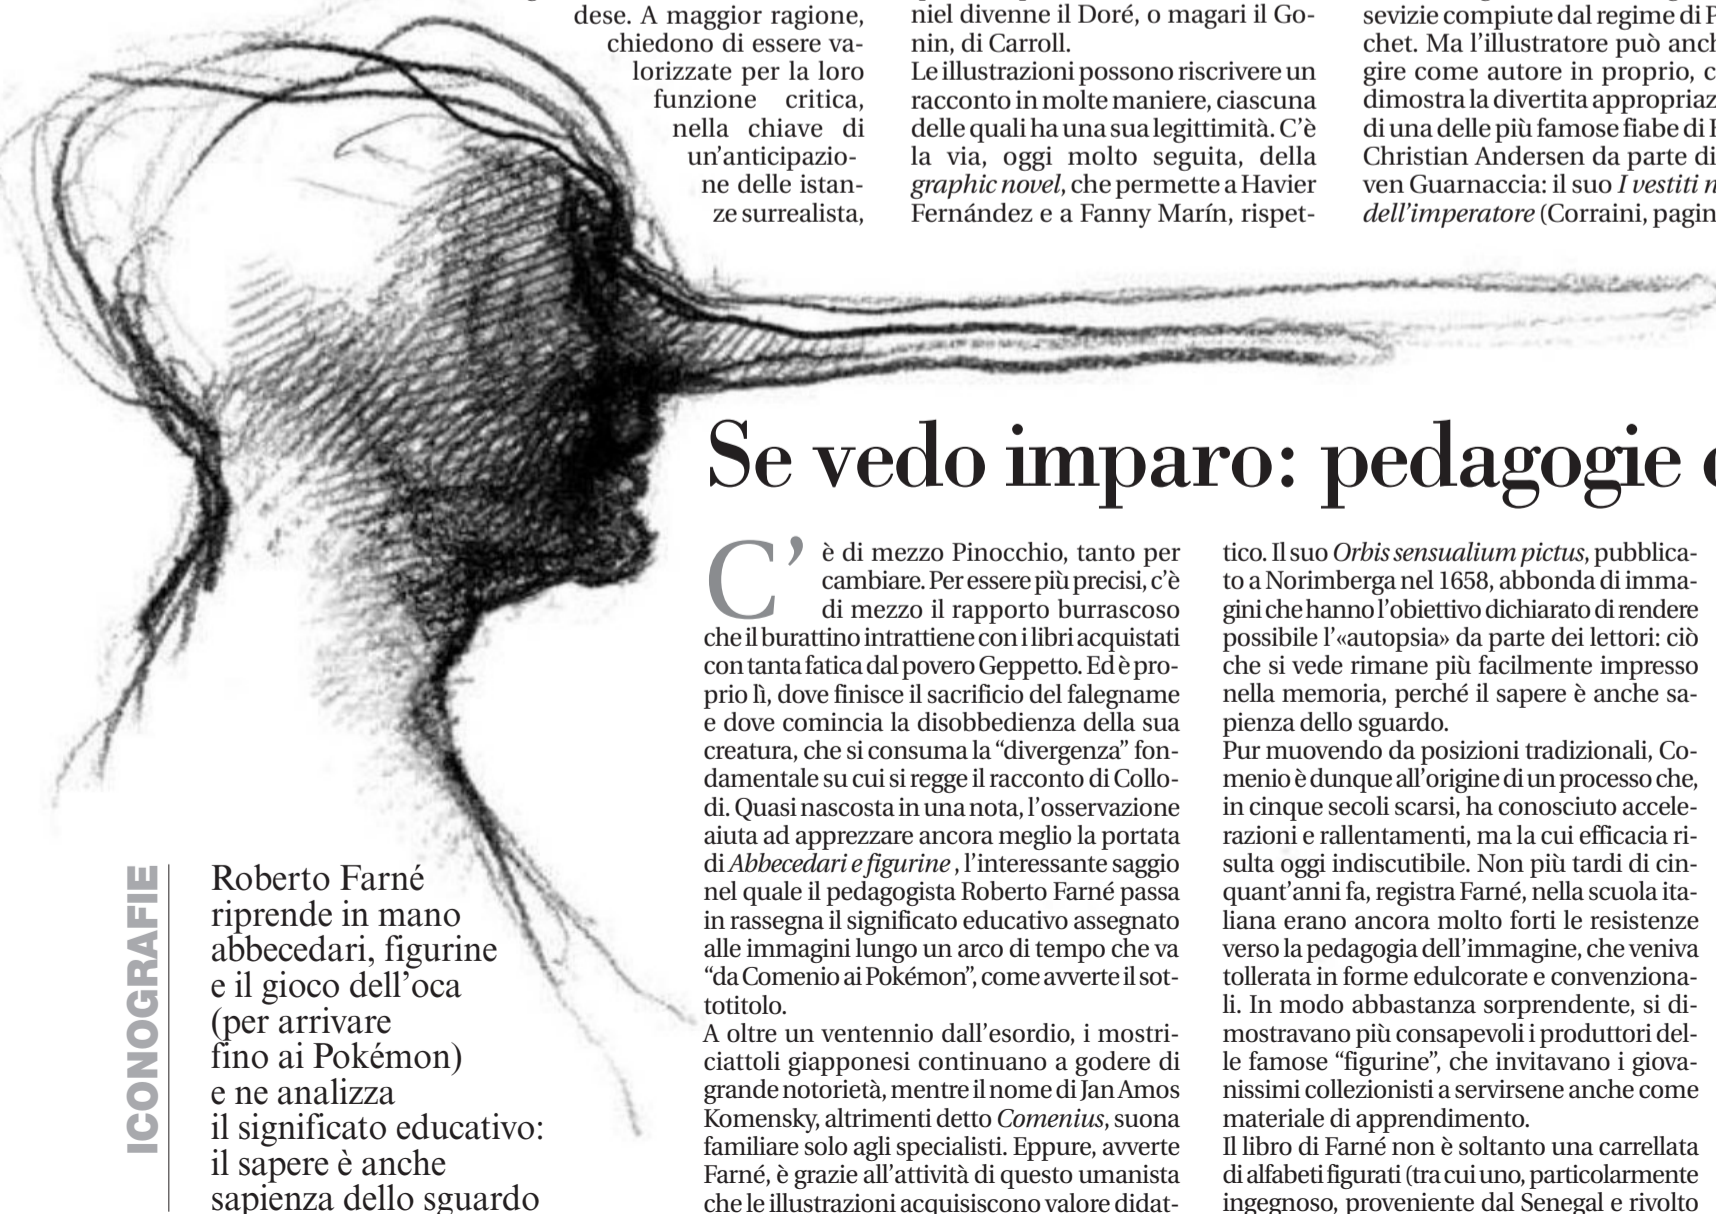 dese. A maggior ragione,
chiedono di essere va-
lorizzate per la loro
funzione critica,
nella chiave di
un'anticipazio-
ne delle istan-
ze surrealista,
niel divenne il Doré, o magari il Go-
nin, di Carroll.
Le illustrazioni possono riscrivere un
racconto in molte maniere, ciascuna
delle quali ha una sua legittimità. C'è
la via, oggi molto seguita, della
graphic novel, che permette a Havier
Fernández e a Fanny Marín, rispet-
sevizie compiute dal regime di
chet. Ma l'illustratore può
gire come autore in proprio,
dimostra la divertita
di una delle più famose fiabe di
Christian Andersen da parte di
ven Guarnaccia: il suo I vestiti
dell'imperatore (Corraini,
Se vedo imparo: pedagogie
C'è di mezzo Pinocchio, tanto per
cambiare. Per essere più precisi, c'è
di mezzo il rapporto burrascoso
che il burattino intrattiene con i libri acquistati
con tanta fatica dal povero Geppetto. Ed è pro-
prio lì, dove finisce il sacrificio del falegname
e dove comincia la disobbedienza della sua
creatura, che si consuma la “divergenza” fon-
damentale su cui si regge il racconto di Collo-
di. Quasi nascosta in una nota, l'osservazione
aiuta ad apprezzare ancora meglio la portata
di Abbecedari e figurine , l'interessante saggio
nel quale il pedagogista Roberto Farné passa
in rassegna il significato educativo assegnato
alle immagini lungo un arco di tempo che va
“da Comenio ai Pokémon”, come avverte il sot-
totitolo.
A oltre un ventennio dall'esordio, i mostri-
ciattoli giapponesi continuano a godere di
grande notorietà, mentre il nome di Jan Amos
Komensky, altrimenti detto Comenius, suona
familiare solo agli specialisti. Eppure, avverte
Farné, è grazie all'attività di questo umanista
che le illustrazioni acquisiscono valore didat-
tico. Il suo Orbis sensualium pictus, pubblica-
to a Norimberga nel 1658, abbonda di imma-
gini che hanno l'obiettivo dichiarato di rendere
possibile l'«autopsia» da parte dei lettori: ciò
che si vede rimane più facilmente impresso
nella memoria, perché il sapere è anche sa-
pienza dello sguardo.
Pur muovendo da posizioni tradizionali, Co-
menio è dunque all'origine di un processo che,
in cinque secoli scarsi, ha conosciuto accele-
razioni e rallentamenti, ma la cui efficacia ri-
sulta oggi indiscutibile. Non più tardi di cin-
quant'anni fa, registra Farné, nella scuola ita-
liana erano ancora molto forti le resistenze
verso la pedagogia dell'immagine, che veniva
tollerata in forme edulcorate e convenziona-
li. In modo abbastanza sorprendente, si di-
mostravano più consapevoli i produttori del-
le famose “figurine”, che invitavano i giova-
nissimi collezionisti a servirsene anche come
materiale di apprendimento.
Il libro di Farné non è soltanto una carrellata
di alfabeti figurati (tra cui uno, particolarmente
ingegnoso, proveniente dal Senegal e rivolto
ICONOGRAFIE
Roberto Farné
riprende in mano
abbecedari, figurine
e il gioco dell'oca
(per arrivare
fino ai Pokémon)
e ne analizza
il significato educativo:
il sapere è anche
sapienza dello sguardo